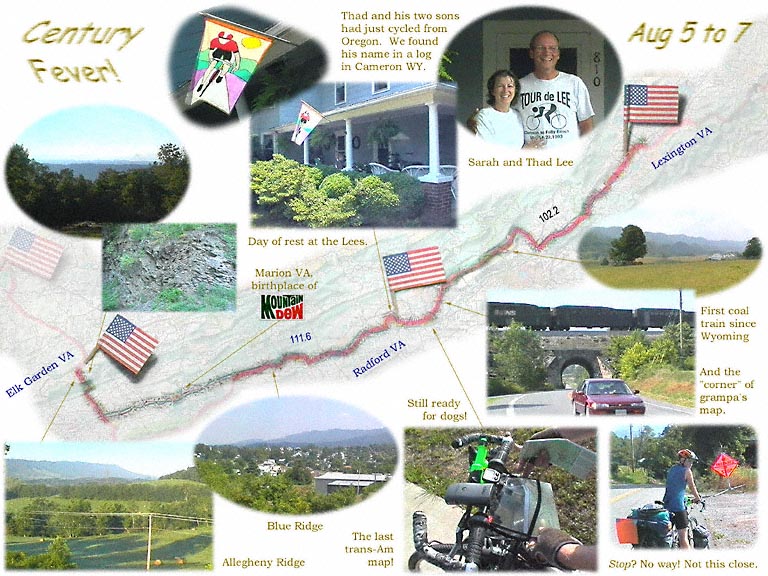 Century
Fever!
Thad and his two sons
had just cycled from
Oregon. We found
his name in a log
in Cameron WY.
Aug 5 to 7
810
TOUR de LEE
Sarah and Thad Lee
Lexington VA
102.2
Day of rest at the Lees.
Marion VA,
birthplace of
Mountain
Dew
111.6
Radford VA
Elk Garden VA
NS
First coal
train since
Wyoming
And the
"corner" of
grampa's
map.
Still ready
for dogs!
Blue Ridge
Allegheny Ridge
The last
trans-Am
map!
Stop? No way! Not this close.